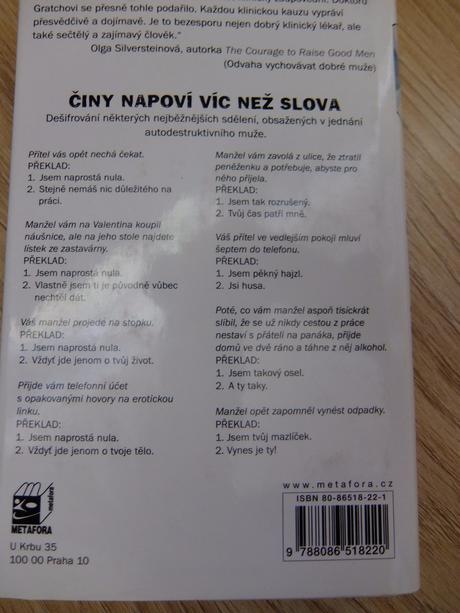 Gratchovi se přesně tohle podařilo. Každou klinickou kauzu vypráví
přesvědčivě a dojímavě. Je to bezesporu nejen dobrý klinický lékař, ale
také sečtělý a zajímavý člověk."
Olga Silversteinová, autorka The Courage to Raise Good Men
(Odvaha vychovávat dobré muže)
ČINY NAPOVÍ VÍC NEŽ SLOVA
Dešifrování některých nejběžnějších sdělení, obsažených v jednání
autodestruktivního muže.
Přítel vás opět nechá čekat.
PŘEKLAD:
1. Jsem naprostá nula.
2. Stejně nemáš nic důležitého na
práci.
Manžel vám na Valentina koupil
náušnice, ale na jeho stole najdete
lístek ze zastavárny.
PŘEKLAD:
1. Jsem naprostá nula.
2. Vlastně jsem ti je původně vůbec
nechtěl dát.
Váš manžel projede na stopku.
PŘEKLAD:
1. Jsem naprostá nula.
2. Vždyť jde jenom o tvůj život.
Přijde vám telefonní účet
s opakovanými hovory na erotickou
linku.
PŘEKLAD:
1. Jsem naprostá nula.
2. Vždyť jde jenom o tvoje tělo.
Manžel vám zavolá z ulice, že ztratil
peněženku a potřebuje, abyste pro
něho přijela.
PŘEKLAD:
1. Jsem tak rozrušený.
2. Tvůj čas patří mně.
Váš přítel ve vedlejším pokoji mluví
šeptem do telefonu.
PŘEKLAD:
1. Jsem pěkný hajzl.
2. Jsi husa.
Poté, co vám manžel aspoň tisíckrát
slíbil, že se už nikdy cestou z práce
nestaví s přáteli na panáka, přijde
domů ve dvě ráno a táhne z něj alkohol.
PŘEKLAD:
1. Jsem takový osel.
2. A ty taky.
Manžel opět zapomněl vynést odpadky.
PŘEKLAD:
1. Jsem tvůj mazlíček.
2. Vynes je ty!
www.metafora.cz
ISBN 80-86518-22-1
9 788086 518220
metafora
METAFORA
U Krbu 35
100 00 Praha 10